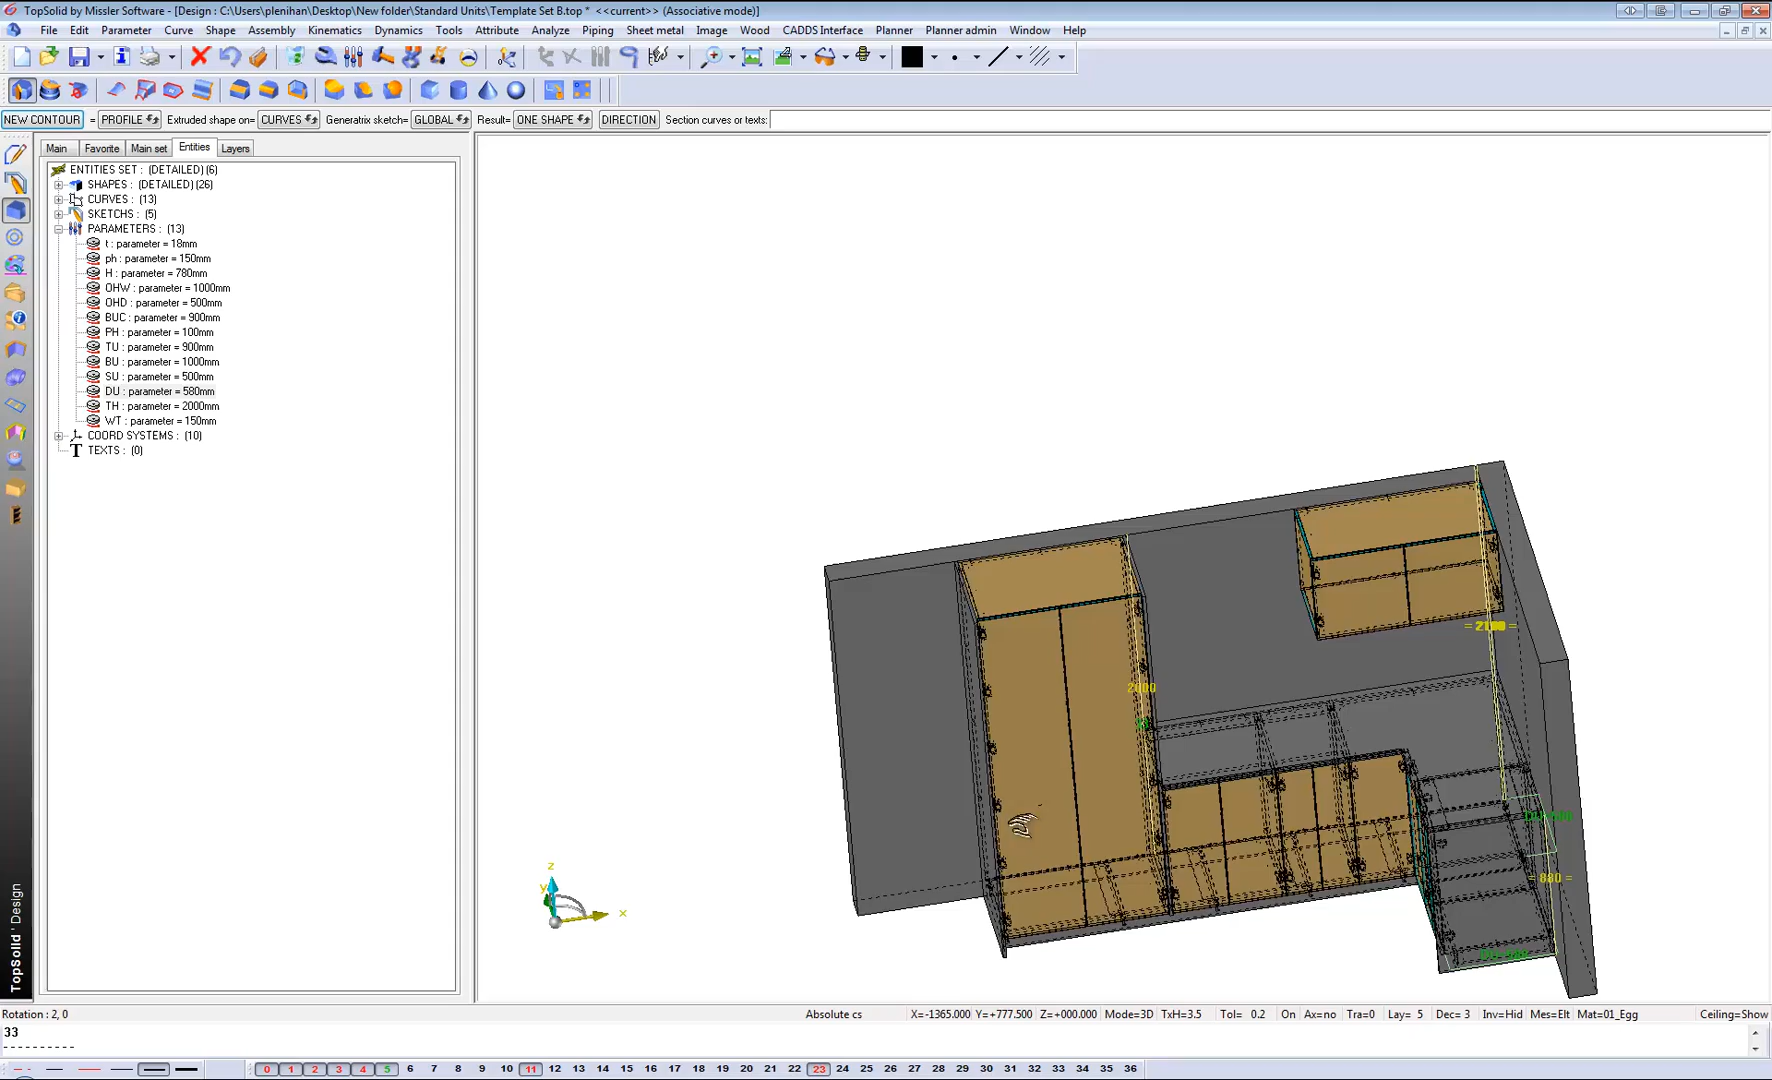 TopSolid by Missler Software - [Design : C:\Users\plenihan\Desktop\New folder\Standard Units\Template Set B.top * <<current>> (Associative mode)]
File Edit Parameter Curve Shape Assembly Kinematics Dynamics Tools Attribute Analyze Piping Sheet metal Image Wood CADDS Interface Planner Planner admin Window Help
NEW CONTOUR = PROFILE Extruded shape on= CURVES Generatrix sketch= GLOBAL Result= ONE SHAPE DIRECTION Section curves or texts:
Main Favorite Main set Entities Layers
ENTITIES SET : (DETAILED) (6)
SHAPES : (DETAILED) (26)
CURVES : (13)
SKETCHS : (5)
PARAMETERS : (13)
t : parameter = 18mm
ph : parameter = 150mm
H : parameter = 780mm
OHW : parameter = 1000mm
OHD : parameter = 500mm
BUC : parameter = 900mm
PH : parameter = 100mm
TU : parameter = 900mm
BU : parameter = 1000mm
SU : parameter = 500mm
DU : parameter = 580mm
TH : parameter = 2000mm
WT : parameter = 150mm
COORD SYSTEMS : (10)
TEXTS : (0)
2000
= 880 =
z
y
x
TopSolid'Design
Rotation : 2, 0 Absolute cs X=-1365.000 Y=+777.500 Z=+000.000 Mode=3D TxH=3.5 Tol= 0.2 On Ax=no Tra=0 Lay= 5 Dec= 3 Inv=Hid Mes=Elt Mat=01_Egg Ceiling=Show
33
----------
0 1 2 3 4 5 6 7 8 9 10 11 12 13 14 15 16 17 18 19 20 21 22 23 24 25 26 27 28 29 30 31 32 33 34 35 36